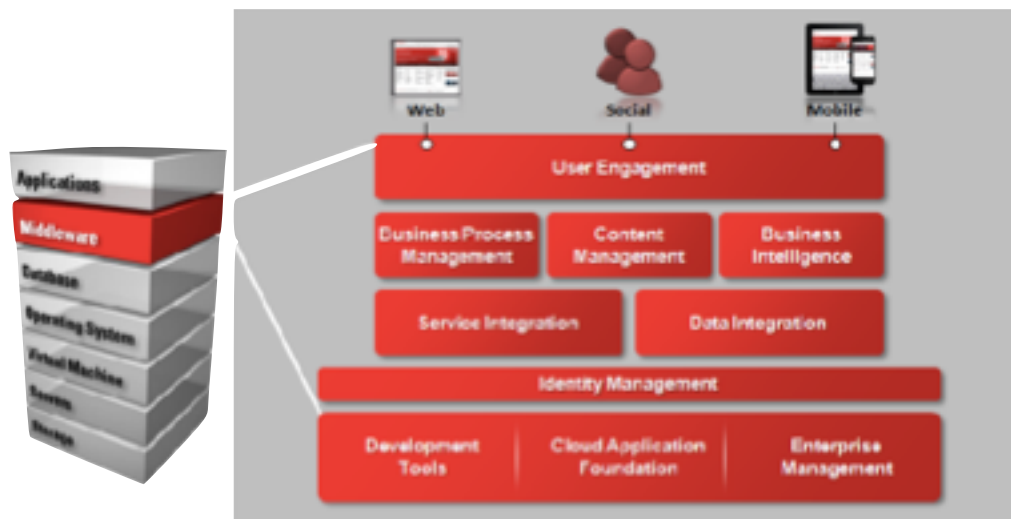 Web
Social
Mobile
User Engagement
Business Process
Management
Content
Management
Business
Intelligence
Service Integration
Data Integration
Identity Management
Development
Tools
Cloud Application
Foundation
Enterprise
Management
Applications
Middleware
Database
Operating System
Virtual Machine
Servers
Storage